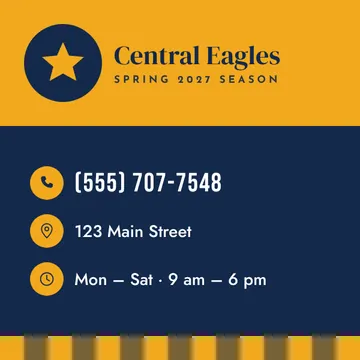 Central Eagles
SPRING 2027 SEASON
(555) 707-7548
123 Main Street
Mon – Sat · 9 am – 6 pm